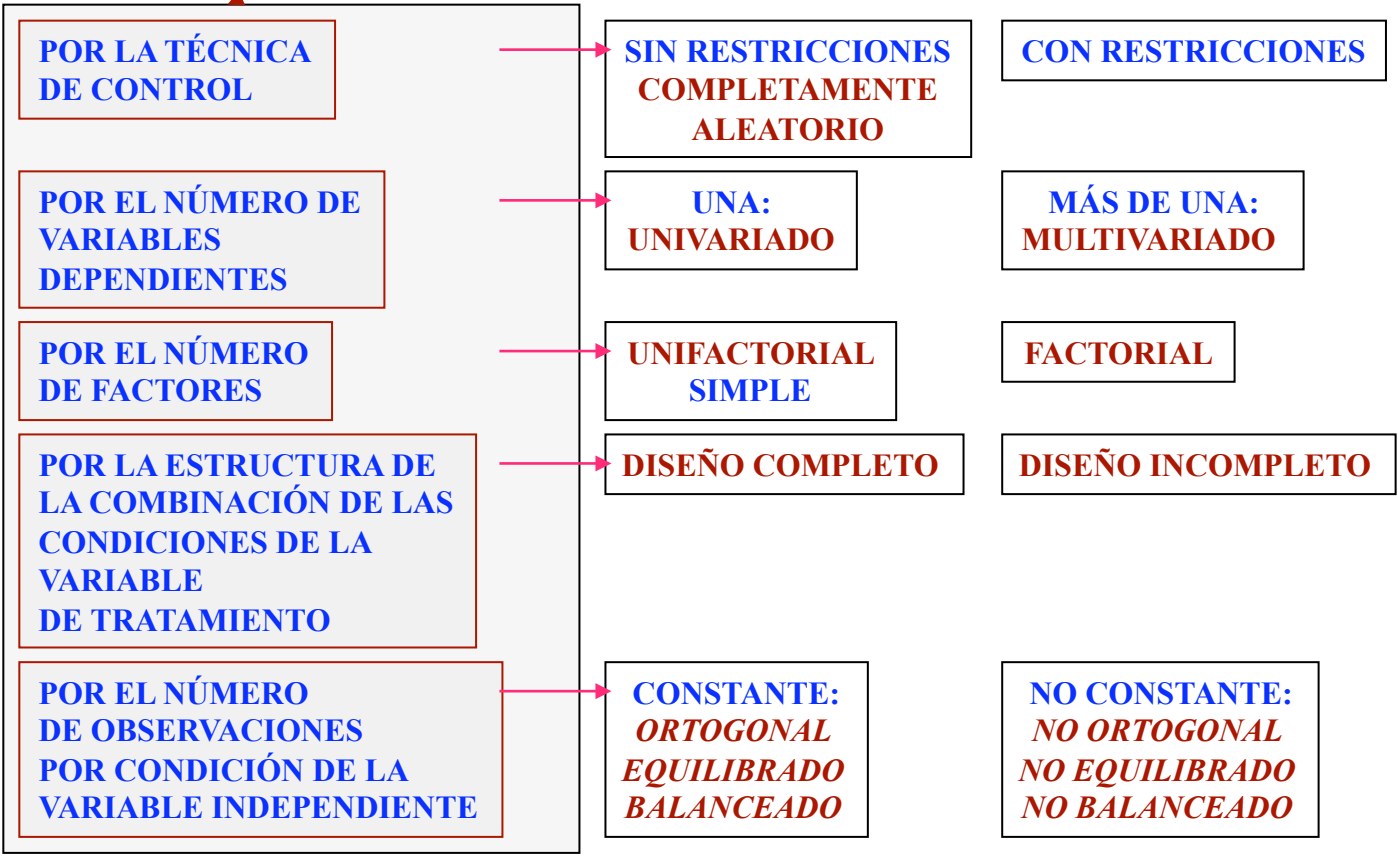 POR LA TÉCNICA
DE CONTROL
SIN RESTRICCIONES
COMPLETAMENTE
ALEATORIO
CON RESTRICCIONES
POR EL NÚMERO DE
VARIABLES
DEPENDIENTES
UNA:
UNIVARIADO
MÁS DE UNA:
MULTIVARIADO
POR EL NÚMERO
DE FACTORES
UNIFACTORIAL
SIMPLE
FACTORIAL
POR LA ESTRUCTURA DE
LA COMBINACIÓN DE LAS
CONDICIONES DE LA
VARIABLE
DE TRATAMIENTO
DISEÑO COMPLETO
DISEÑO INCOMPLETO
POR EL NÚMERO
DE OBSERVACIONES
POR CONDICIÓN DE LA
VARIABLE INDEPENDIENTE
CONSTANTE:
ORTOGONAL
EQUILIBRADO
BALANCEADO
NO CONSTANTE:
NO ORTOGONAL
NO EQUILIBRADO
NO BALANCEADO